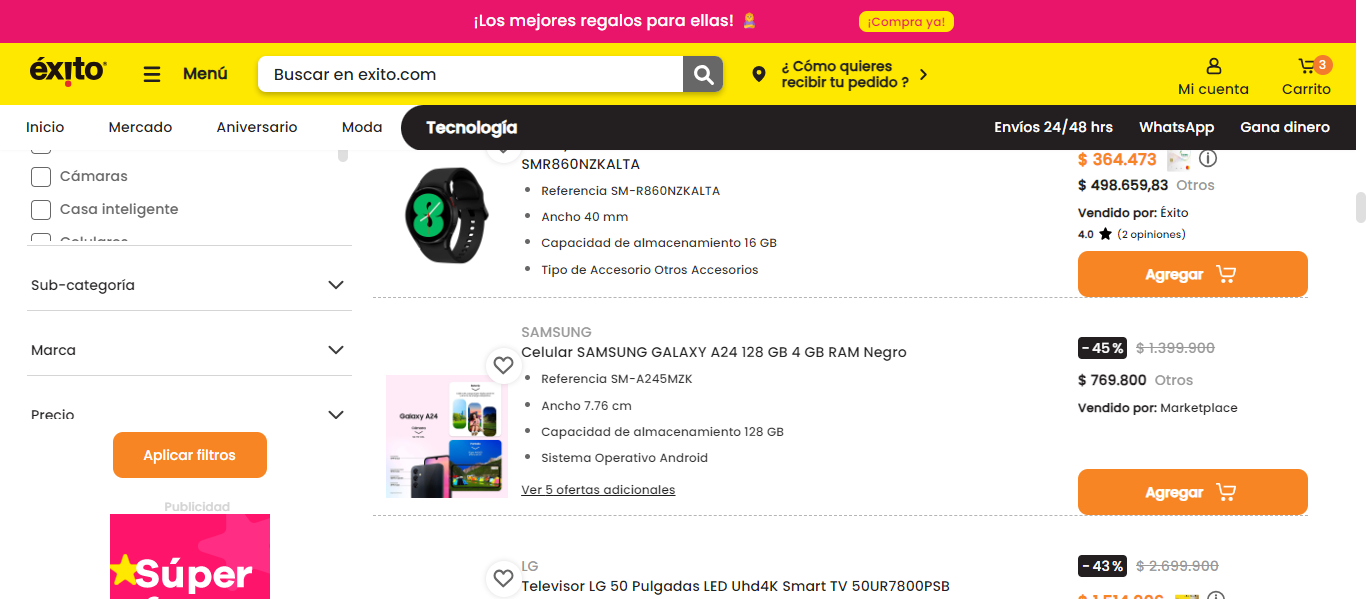 ¡Los mejores regalos para ellas!
¡Compra ya!
éxito
Menú
Buscar en exito.com
¿ Cómo quieres
recibir tu pedido ?
Mi cuenta
3
Carrito
Inicio
Mercado
Aniversario
Moda
Tecnología
Envíos 24/48 hrs
WhatsApp
Gana dinero
Cámaras
Casa inteligente
Celulares
Sub-categoría
Marca
Precio
Aplicar filtros
Publicidad
Súper
SMR860NZKALTA
Referencia SM-R860NZKALTA
Ancho 40 mm
Capacidad de almacenamiento 16 GB
Tipo de Accesorio Otros Accesorios
$ 364.473
$ 498.659,83 Otros
Vendido por: Éxito
4.0 (2 opiniones)
Agregar
SAMSUNG
Celular SAMSUNG GALAXY A24 128 GB 4 GB RAM Negro
Referencia SM-A245MZK
Ancho 7.76 cm
Capacidad de almacenamiento 128 GB
Sistema Operativo Android
Ver 5 ofertas adicionales
Galaxy A24
- 45 % $ 1.399.900
$ 769.800 Otros
Vendido por: Marketplace
Agregar
LG
Televisor LG 50 Pulgadas LED Uhd4K Smart TV 50UR7800PSB
- 43 % $ 2.699.900